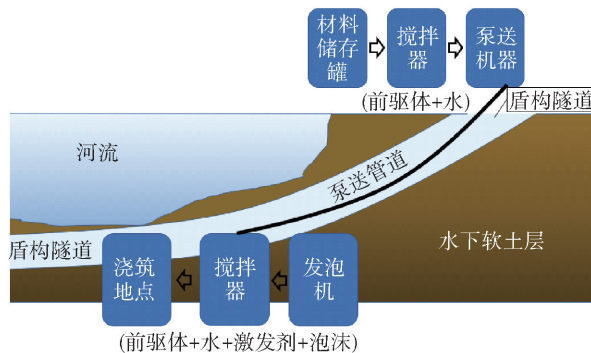 材料
储存
罐
搅拌
器
泵送
机器
(前驱体+水)
盾构隧道
河流
泵送管道
水下软土层
盾构隧道
浇筑
地点
搅拌
器
发泡
机
(前驱体+水+激发剂+泡沫)